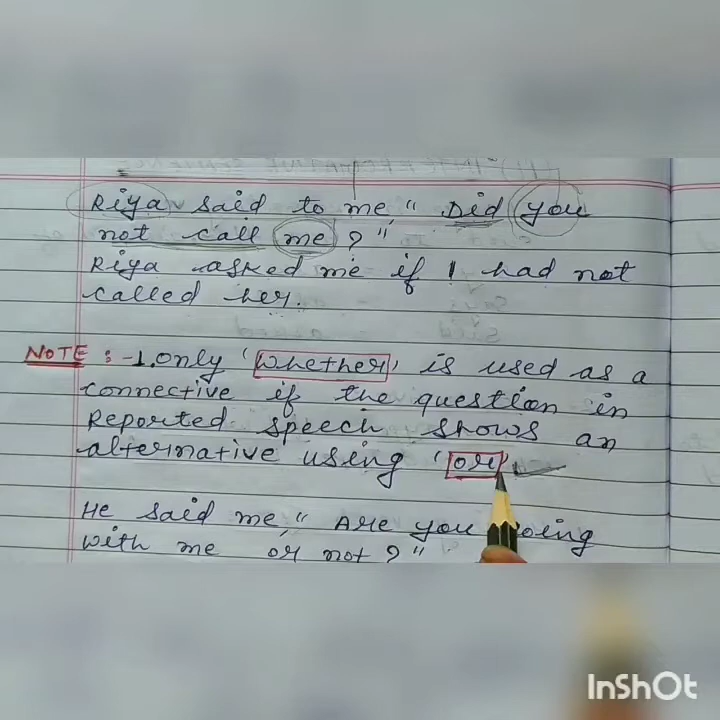 Riya said to me, " Did you
not call me ? "
Riya asked me if I had not
called her.
NOTE : - 1. Only 'whether' is used as a
connective if the question in
Reported speech shows an
alternative using 'or'
He said me, " Are you going
with me or not ? "
InShOt